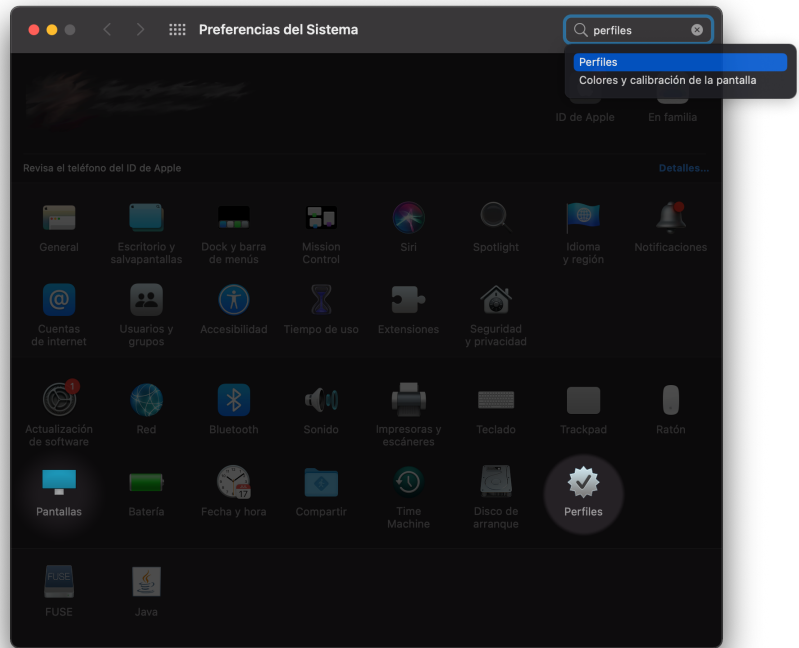 Preferencias del Sistema
perfiles
Perfiles
Colores y calibración de la pantalla
ID de Apple
En familia
Revisa el teléfono del ID de Apple
Detalles...
General
Escritorio y
salvapantallas
Dock y barra
de menús
Mission
Control
Siri
Spotlight
Idioma
y región
Notificaciones
Cuentas
de internet
Usuarios y
grupos
Accesibilidad
Tiempo de uso
Extensiones
Seguridad
y privacidad
1
Actualización
de software
Red
Bluetooth
Sonido
Impresoras y
escáneres
Teclado
Trackpad
Ratón
Pantallas
Batería
17
Fecha y hora
Compartir
Time
Machine
Disco de
arranque
Perfiles
FUSE
FUSE
Java